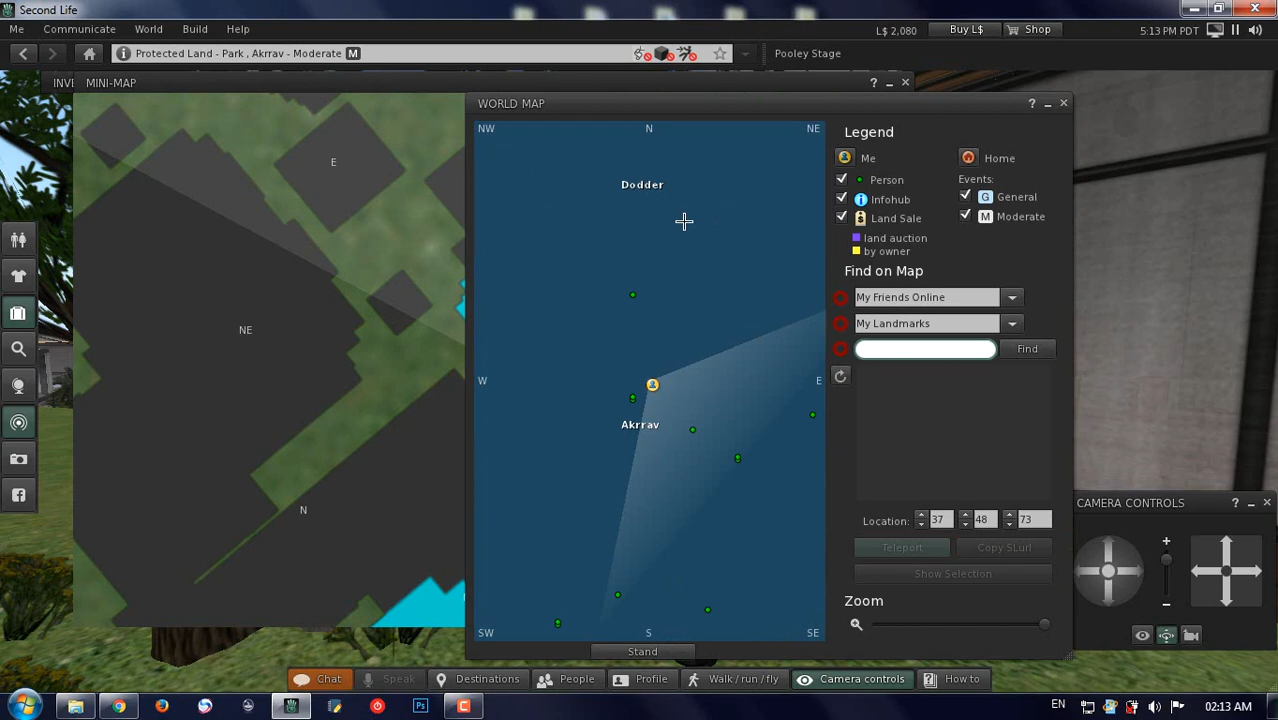 Second Life
Me Communicate World Build Help
L$ 2,080 Buy L$ Shop 5:13 PM PDT
Protected Land - Park , Akrrav - Moderate M
Pooley Stage
INVE MINI-MAP ?
E
NE
N
WORLD MAP ?
NW N NE
Dodder
W E
Akrrav
SW S SE
Stand
Legend
Me Home
Person Events:
Infohub G General
Land Sale M Moderate
land auction
by owner
Find on Map
My Friends Online
My Landmarks
Find
Location: 37 48 73
Teleport Copy SLurl
Show Selection
Zoom
CAMERA CONTROLS ?
Chat Speak Destinations People Profile Walk / run / fly Camera controls How to
Ps EN 02:13 AM